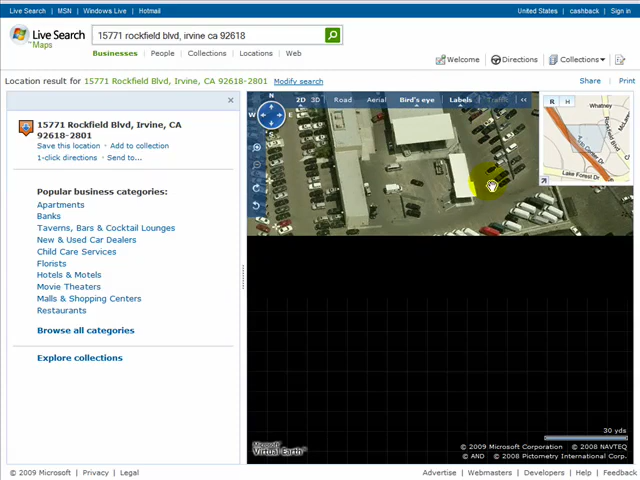 Live Search | MSN | Windows Live | Hotmail
United States | cashback | Sign in
Live Search
Maps
15771 rockfield blvd, irvine ca 92618
Businesses People Collections Locations Web
Welcome Directions Collections
Location result for 15771 Rockfield Blvd, Irvine, CA 92618-2801 Modify search
Share Print
15771 Rockfield Blvd, Irvine, CA
92618-2801
Save this location · Add to collection
1-click directions · Send to...
Popular business categories:
Apartments
Banks
Taverns, Bars & Cocktail Lounges
New & Used Car Dealers
Child Care Services
Florists
Hotels & Motels
Movie Theaters
Malls & Shopping Centers
Restaurants
Browse all categories
Explore collections
N
W E
2D 3D Road Aerial Bird's eye Labels Traffic
R H
Whatney
Rockfield Blvd
Auto Center Dr
Lake Forest Dr
30 yds
Microsoft
Virtual Earth
© 2009 Microsoft Corporation © 2008 NAVTEQ
© AND © 2008 Pictometry International Corp.
© 2009 Microsoft | Privacy | Legal
Advertise | Webmasters | Developers | Help | Feedback